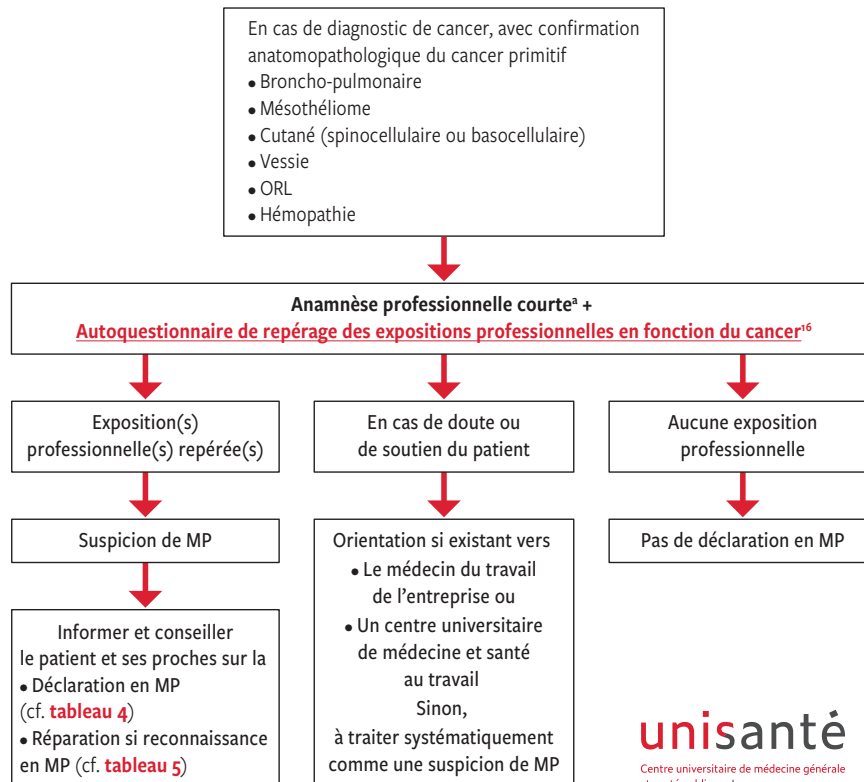 En cas de diagnostic de cancer, avec confirmation
anatomopathologique du cancer primitif
• Broncho-pulmonaire
• Mésothéliome
• Cutané (spinocellulaire ou basocellulaire)
• Vessie
• ORL
• Hémopathie
Anamnèse professionnelle courteᵃ +
Autoquestionnaire de repérage des expositions professionnelles en fonction du cancer¹⁶
Exposition(s)
professionnelle(s) repérée(s)
En cas de doute ou
de soutien du patient
Aucune exposition
professionnelle
Suspicion de MP
Orientation si existant vers
• Le médecin du travail
de l'entreprise ou
• Un centre universitaire
de médecine et santé
au travail
Sinon,
à traiter systématiquement
comme une suspicion de MP
Pas de déclaration en MP
Informer et conseiller
le patient et ses proches sur la
• Déclaration en MP
(cf. tableau 4)
• Réparation si reconnaissance
en MP (cf. tableau 5)
unisanté
Centre universitaire de médecine générale